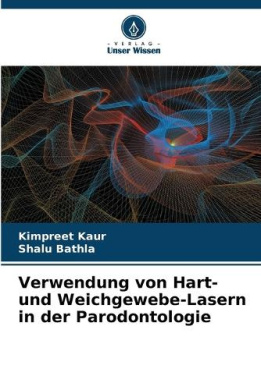 - VERLAG -
Unser Wissen
Kimpreet Kaur
Shalu Bathla
Verwendung von Hart-
und Weichgewebe-Lasern
in der Parodontologie